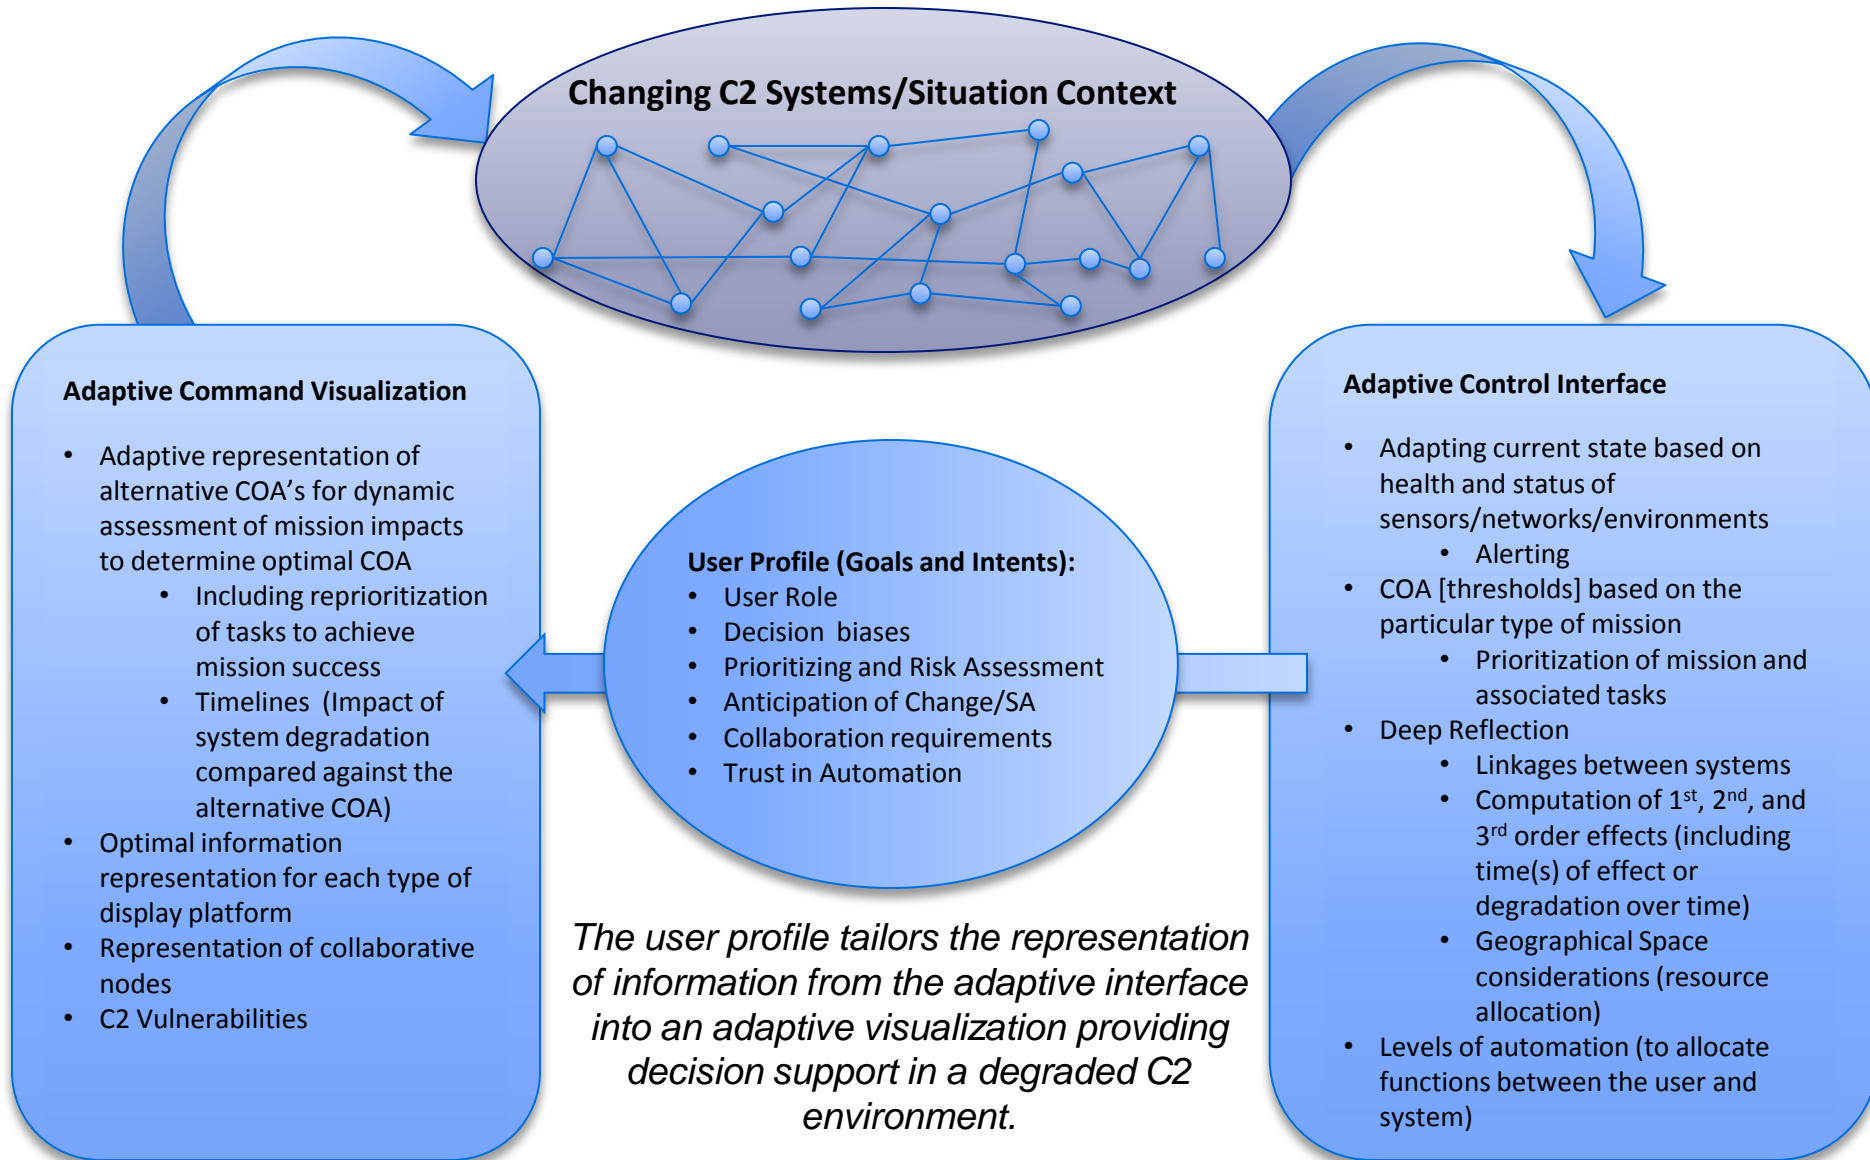 Changing C2 Systems/Situation Context
Adaptive Command Visualization
• Adaptive representation of
alternative COA’s for dynamic
assessment of mission impacts
to determine optimal COA
• Including reprioritization
of tasks to achieve
mission success
• Timelines (Impact of
system degradation
compared against the
alternative COA)
• Optimal information
representation for each type of
display platform
• Representation of collaborative
nodes
• C2 Vulnerabilities
User Profile (Goals and Intents):
• User Role
• Decision biases
• Prioritizing and Risk Assessment
• Anticipation of Change/SA
• Collaboration requirements
• Trust in Automation
The user profile tailors the representation
of information from the adaptive interface
into an adaptive visualization providing
decision support in a degraded C2
environment.
Adaptive Control Interface
• Adapting current state based on
health and status of
sensors/networks/environments
• Alerting
• COA [thresholds] based on the
particular type of mission
• Prioritization of mission and
associated tasks
• Deep Reflection
• Linkages between systems
• Computation of 1st, 2nd, and
3rd order effects (including
time(s) of effect or
degradation over time)
• Geographical Space
considerations (resource
allocation)
• Levels of automation (to allocate
functions between the user and
system)